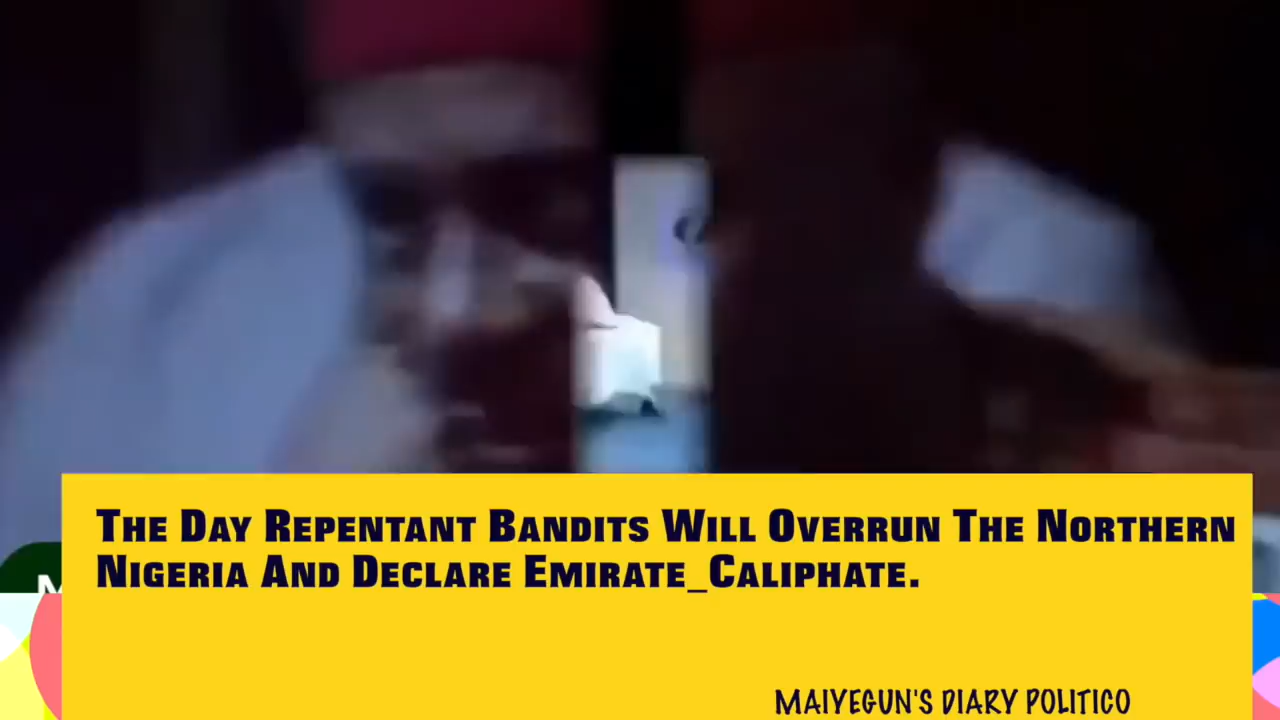 The Day Repentant Bandits Will Overrun The Northern
Nigeria And Declare Emirate_Caliphate.
MAIYEGUN'S DIARY POLITICO